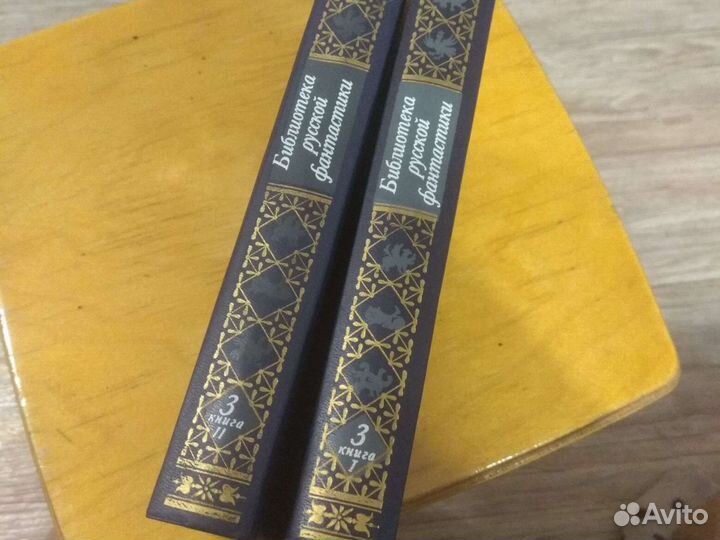 Библиотека
русской
фантастики
3
книга
II
Библиотека
русской
фантастики
3
книга
I
Avito